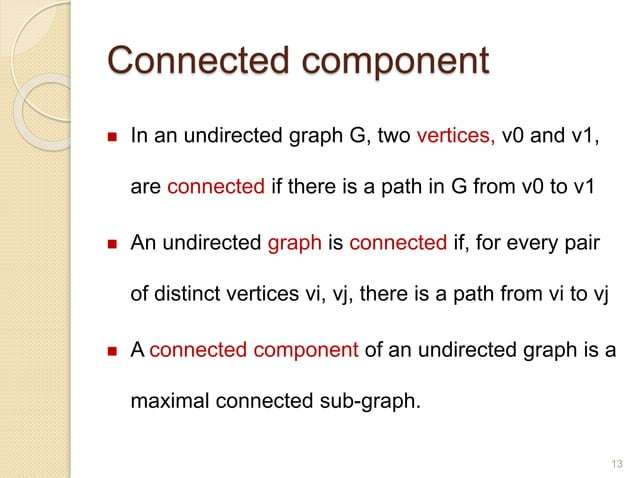 Connected component
In an undirected graph G, two vertices, v0 and v1,
are connected if there is a path in G from v0 to v1
An undirected graph is connected if, for every pair
of distinct vertices vi, vj, there is a path from vi to vj
A connected component of an undirected graph is a
maximal connected sub-graph.
13